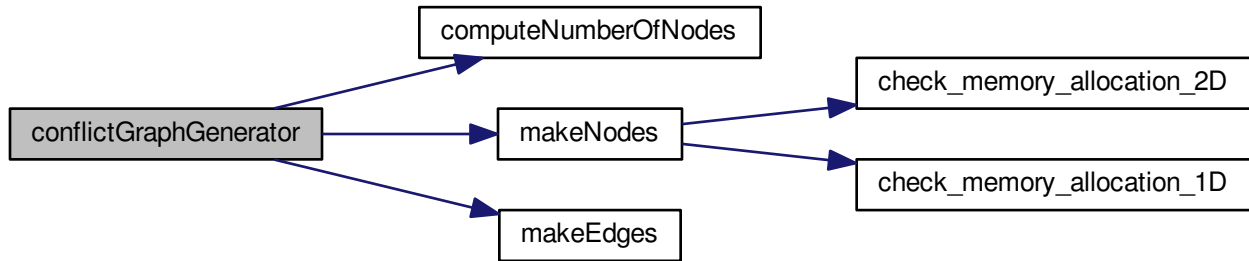 conflictGraphGenerator
computeNumberOfNodes
makeNodes
makeEdges
check_memory_allocation_2D
check_memory_allocation_1D